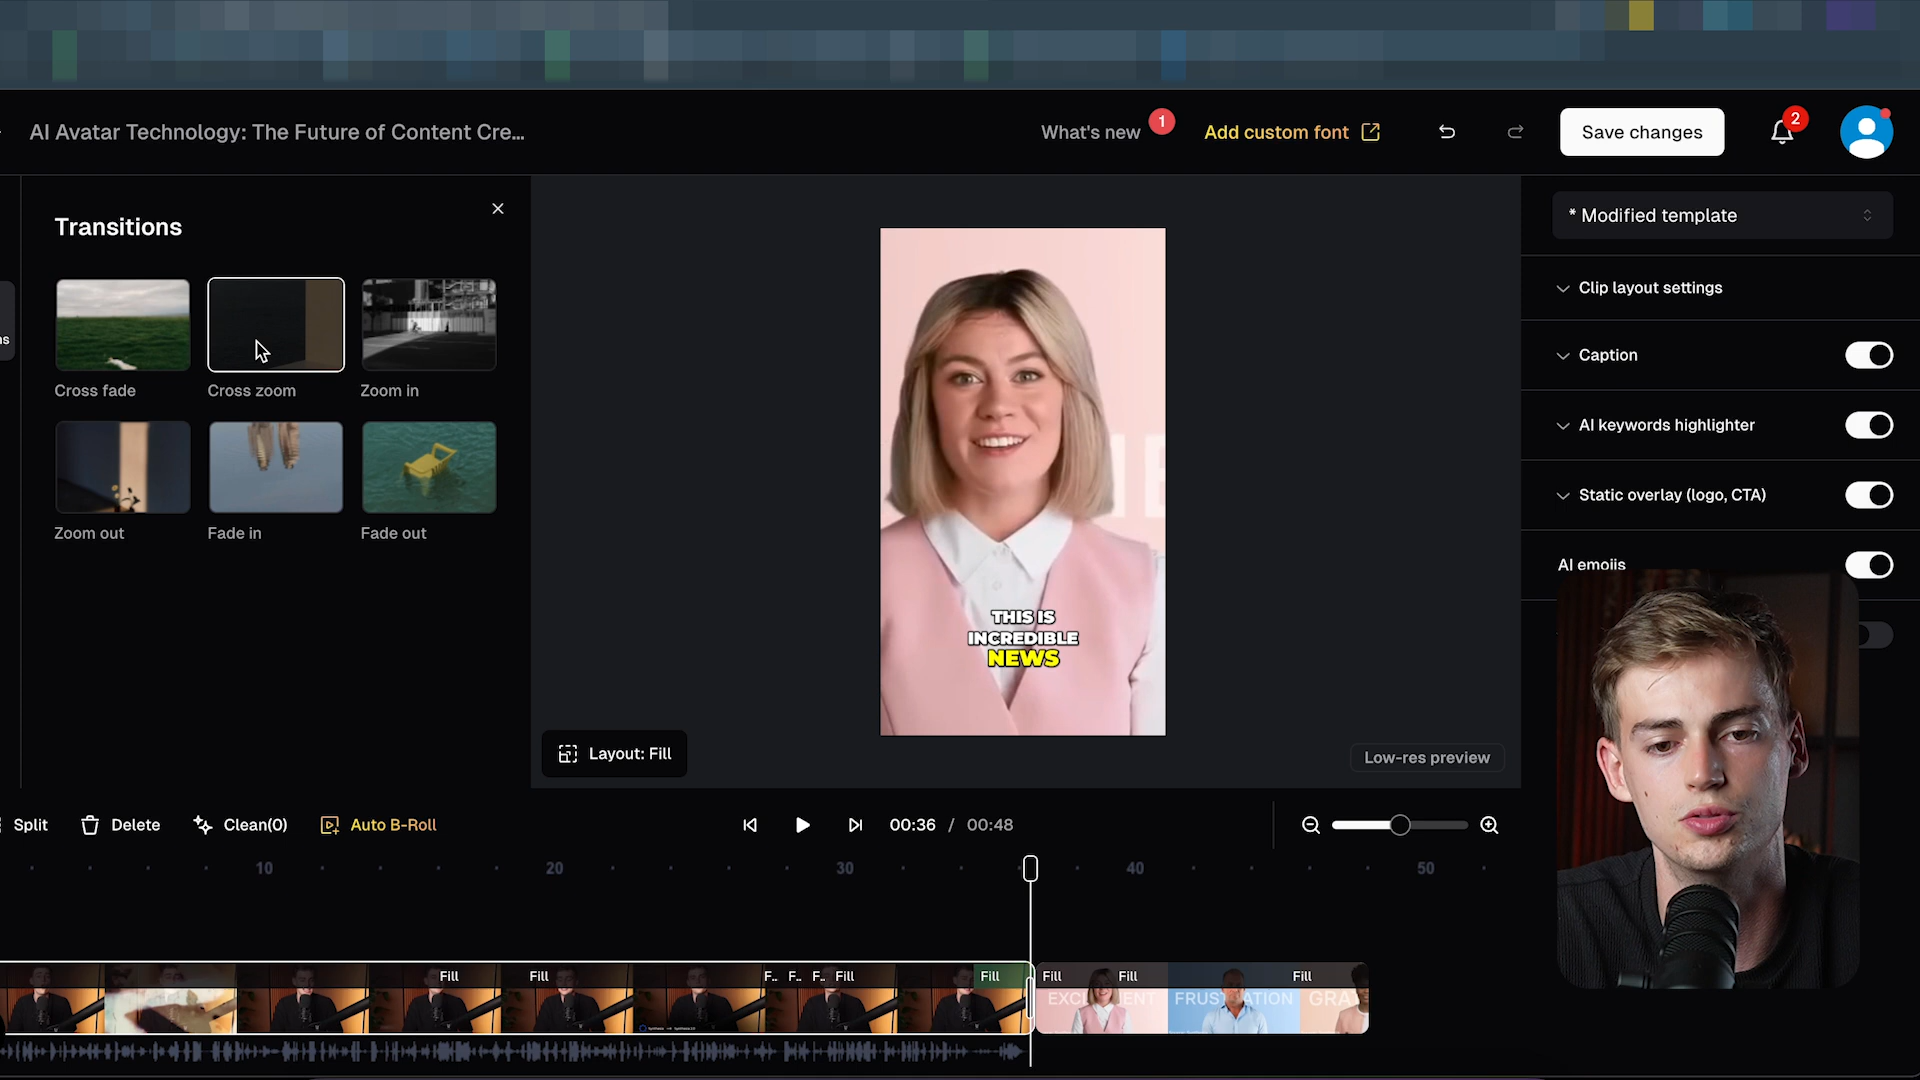 AI Avatar Technology: The Future of Content Cre...
What's new
1
Add custom font
Save changes
2
Transitions
Cross fade
Cross zoom
Zoom in
Zoom out
Fade in
Fade out
THIS IS
INCREDIBLE
NEWS
Layout: Fill
Low-res preview
* Modified template
Clip layout settings
Caption
AI keywords highlighter
Static overlay (logo, CTA)
AI emojis
Split
Delete
Clean(0)
Auto B-Roll
00:36 / 00:48
10
20
30
40
50
Fill
Fill
F..
F..
F..
Fill
Fill
Fill
Fill
Fill
FRUSTATION
GRA